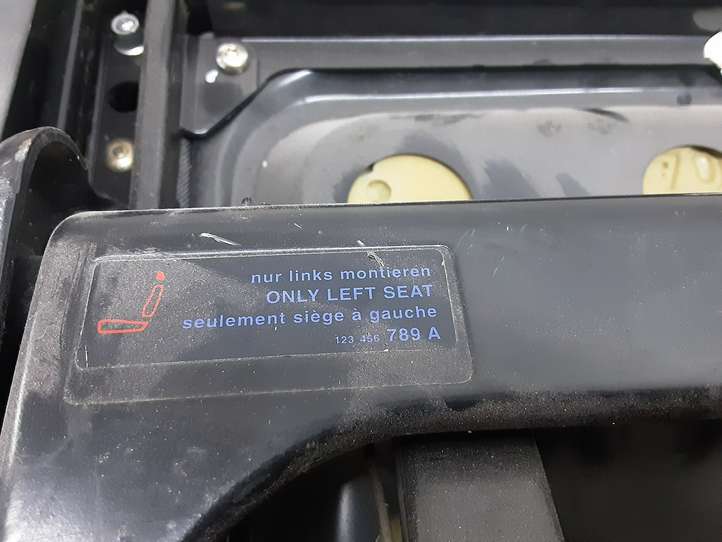 nur links montieren
ONLY LEFT SEAT
seulement siège à gauche
123 456 789 A